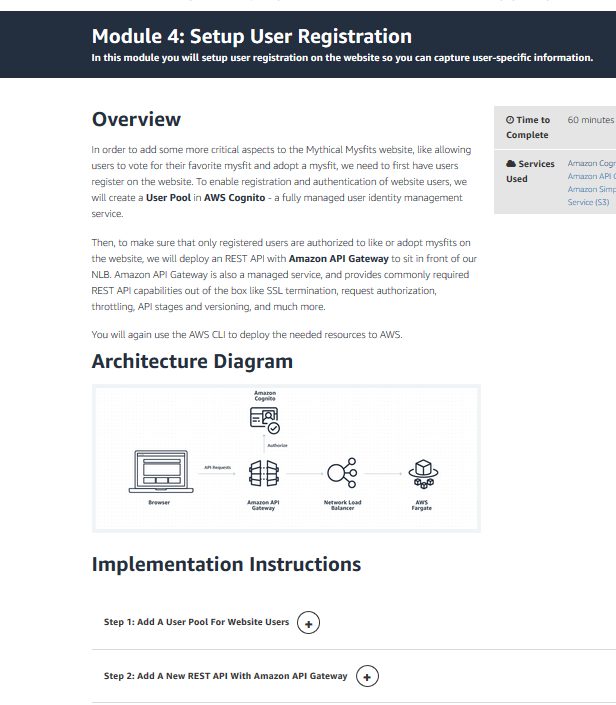 Module 4: Setup User Registration
In this module you will setup user registration on the website so you can capture user-specific information.
Overview
In order to add some more critical aspects to the Mythical Mysfits website, like allowing
users to vote for their favorite mysfit and adopt a mysfit, we need to first have users
register on the website. To enable registration and authentication of website users, we
will create a User Pool in AWS Cognito - a fully managed user identity management
service.
Then, to make sure that only registered users are authorized to like or adopt mysfits on
the website, we will deploy an REST API with Amazon API Gateway to sit in front of our
NLB. Amazon API Gateway is also a managed service, and provides commonly required
REST API capabilities out of the box like SSL termination, request authorization,
throttling, API stages and versioning, and much more.
You will again use the AWS CLI to deploy the needed resources to AWS.
Time to
Complete
60 minutes
Services
Used
Amazon Cogn
Amazon API G
Amazon Simp
Service (S3)
Architecture Diagram
Amazon
Cognito
Authorize
API Requests
Browser
Amazon API
Gateway
Network Load
Balancer
AWS
Fargate
Implementation Instructions
Step 1: Add A User Pool For Website Users
Step 2: Add A New REST API With Amazon API Gateway